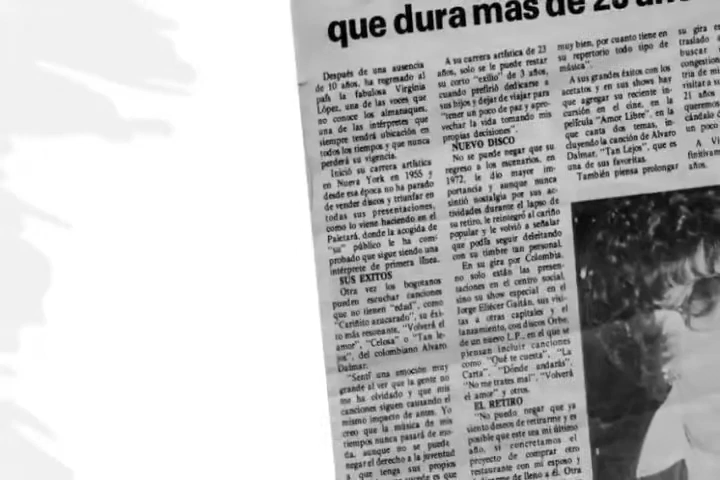 que dura más de 25
Después de una ausencia
de 10 años, ha regresado al
país la fabulosa Virginia
López, una de las voces que
no conoce los almanaques,
una de las intérpretes que
siempre tendrá ubicación en
todos los tiempos y que nunca
perderá su vigencia.
Inició su carrera artística
en Nueva York en 1955 y
desde esa época no ha parado
de vender discos y triunfar en
todas sus presentaciones,
como lo viene haciendo en el
Paletará, donde la acogida de
"su" público le ha com-
probado que sigue siendo una
intérprete de primera línea.
SUS EXITOS
Otra vez los bogotanos
pueden escuchar canciones
que no tienen "edad", como
"Cariñito azucarado", su éxi-
to más resonante, "Volverá el
amor", "Celosa" o "Tan le-
jos", del colombiano Alvaro
Dalmar.
"Sentí una emoción muy
grande al ver que la gente no
me ha olvidado y que mis
canciones siguen causando el
mismo impacto de antes. Yo
creo que la música de mis
tiempos nunca pasará de mo-
da, aunque no se puede
negar el derecho a la juventud
a que tenga sus propios
sucede es que
A su carrera artística de 23
años, solo se le puede restar
su corto "exilio" de 3 años,
cuando prefirió dedicarse a
sus hijos y dejar de viajar para
"tener un poco de paz y apro-
vechar la vida tomando mis
propias decisiones".
NUEVO DISCO
No se puede negar que su
regreso a los escenarios, en
1972, le dio mayor im-
portancia y aunque nunca
sintió nostalgia por sus ac-
tividades durante el lapso de
su retiro, le reintegró al cariño
popular y le volvió a señalar
que podía seguir deleitando
con su timbre tan personal.
En su gira por Colombia,
no solo están las presen-
taciones en el centro social,
sino su show especial en el
Jorge Eliécer Gaitán, sus visi-
tas a otras capitales y el
lanzamiento, con discos Orbe,
de un nuevo L.P., en el que se
piensan incluir canciones
como "Qué te cuesta", "La
Carta", "Dónde andarás",
"No me trates mal", "Volverá
el amor" y otros.
EL RETIRO
"No puedo negar que ya
siento deseos de retirarme y es
posible que este sea mi último
año, si concretamos el
proyecto de comprar otro
restaurante con mi esposo y
de lleno a él. Otra
muy bien, por cuanto tiene en
su repertorio todo tipo de
música".
A sus grandes éxitos con los
acetatos y en sus shows hay
que agregar su reciente in-
cursión en el cine, en la
película "Amor Libre", en la
que canta dos temas, in-
cluyendo la canción de Alvaro
Dalmar, "Tan Lejos", que es
una de sus favoritas.
También piensa prolongar
su gira
traslado
buscar
congestion
tria de mi
visitar a su
21 años
queremos
cándalo d
un poco
A Vi
finitivam
años.